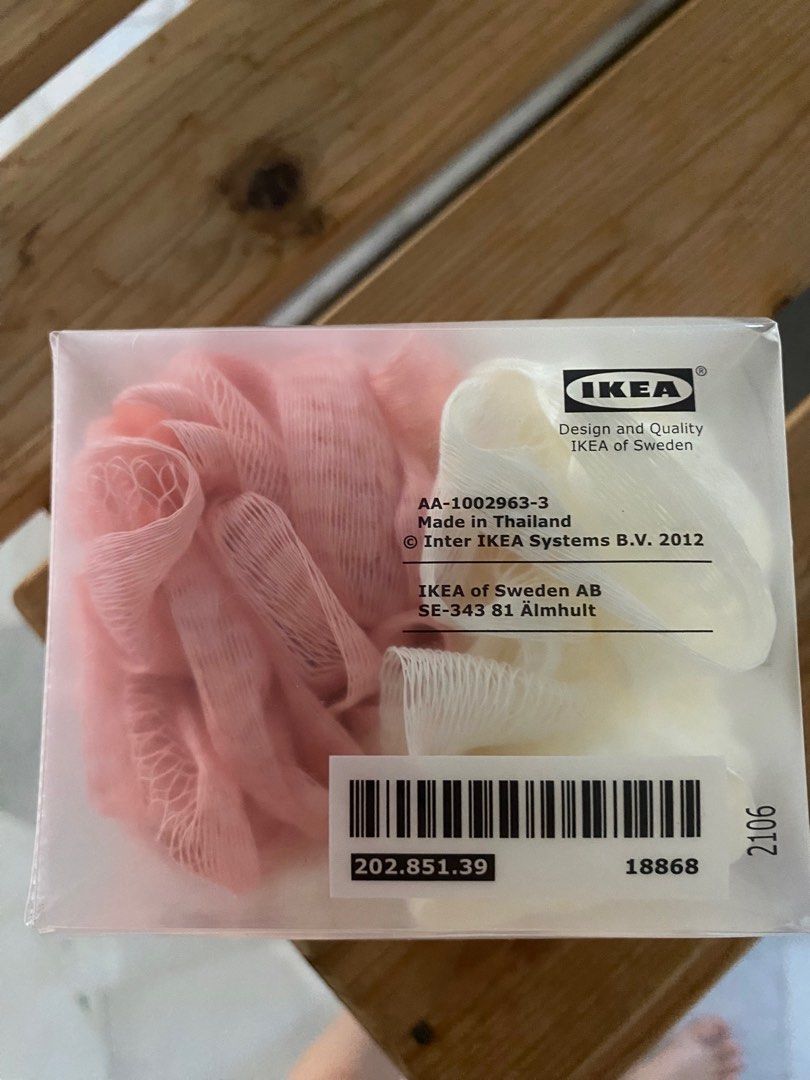 IKEA®
Design and Quality
IKEA of Sweden
AA-1002963-3
Made in Thailand
© Inter IKEA Systems B.V. 2012
IKEA of Sweden AB
SE-343 81 Älmhult
202.851.39 18868
2106